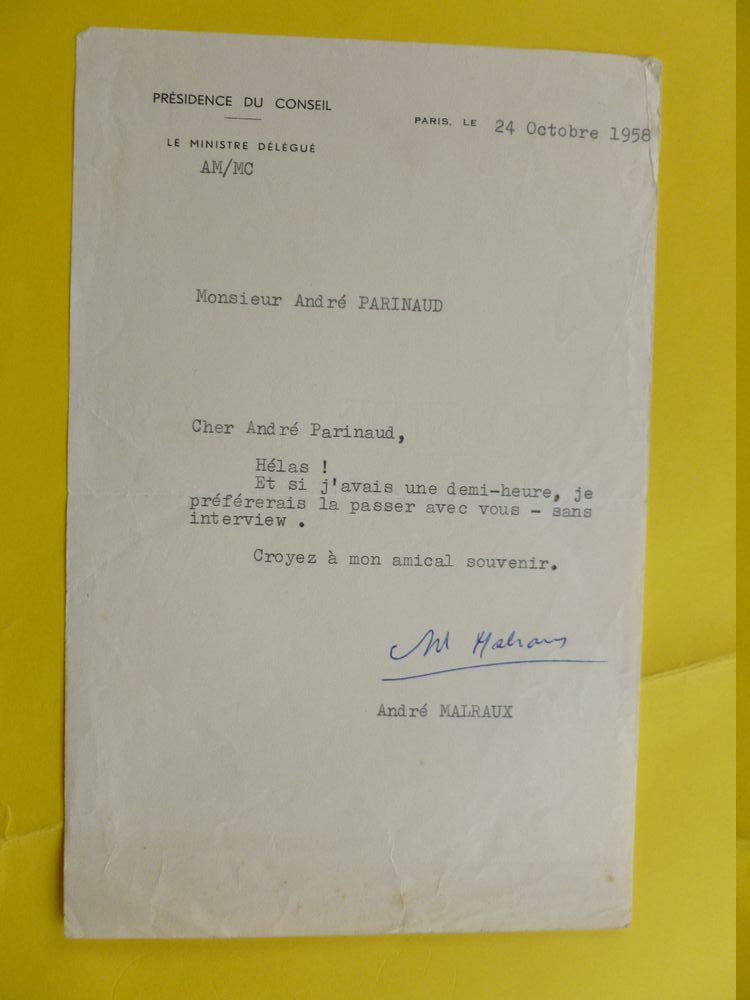 PRÉSIDENCE DU CONSEIL
PARIS, LE 24 Octobre 1958
LE MINISTRE DÉLÉGUÉ
AM/MC
Monsieur André PARINAUD
Cher André Parinaud,
Hélas !
Et si j'avais une demi-heure, je
préférerais la passer avec vous - sans
interview .
Croyez à mon amical souvenir.
André Malraux
André MALRAUX